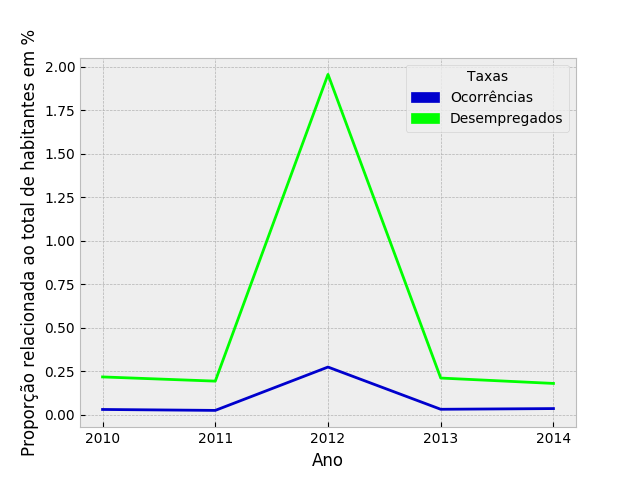 Proporção relacionada ao total de habitantes em %
2.00
1.75
1.50
1.25
1.00
0.75
0.50
0.25
0.00
Taxas
Ocorrências
Desempregados
2010 2011 2012 2013 2014
Ano